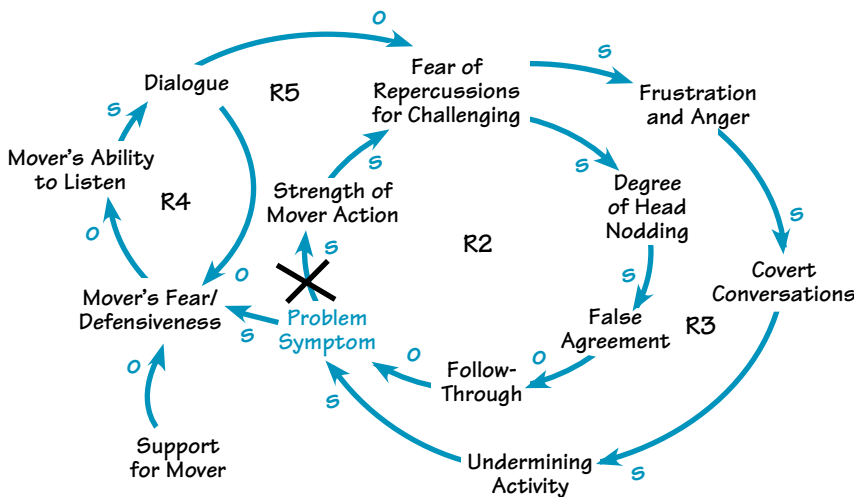 O
Dialogue
R5
Fear of
Repercussions
for Challenging
S
Frustration
and Anger
S
Mover's Ability
to Listen
S
S
Strength of
Mover Action
Degree
of Head
Nodding
R4
R2
S
S
O
S
Covert
Conversations
O
Mover's Fear/
Defensiveness
S
Problem
Symptom
False
Agreement
R3
O
O
Follow-
Through
O
S
Support
for Mover
Undermining
Activity
S